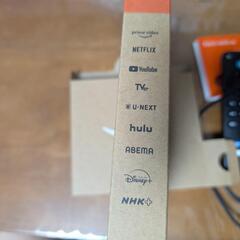 prime video
NETFLIX
YouTube
TVer
U-NEXT
hulu
ABEMA
Disney+
NHK+